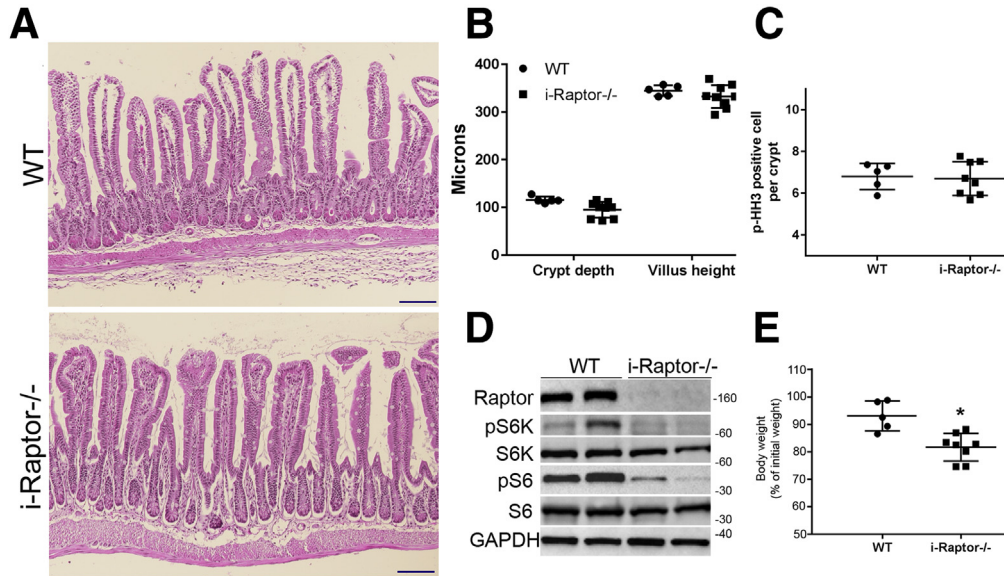 A
WT
i-Raptor-/-
B
WT
i-Raptor-/-
Microns
400
300
200
100
0
Crypt depth
Villus height
C
p-HH3 positive cell
per crypt
10
8
6
4
WT
i-Raptor-/-
D
WT
i-Raptor-/-
Raptor
-160
pS6K
-60
S6K
-60
pS6
-30
S6
-30
GAPDH
-40
E
Body weight
(% of initial weight)
110
100
90
80
70
60
50
*
WT
i-Raptor-/-